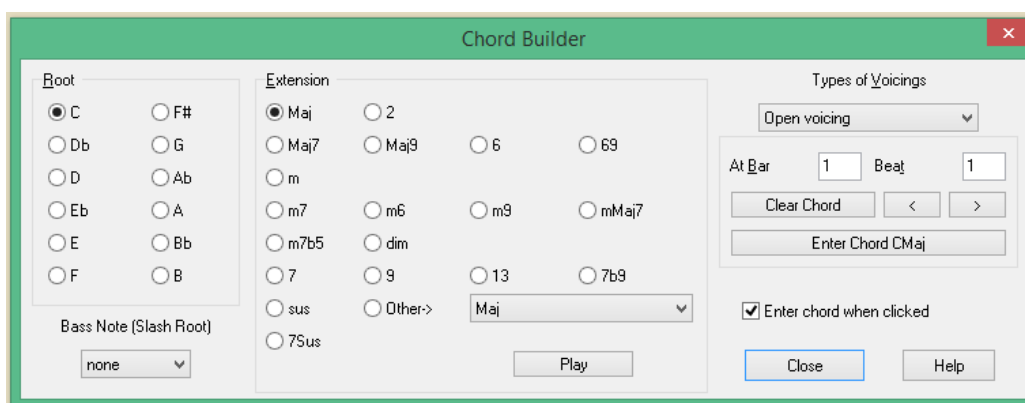 Chord Builder
Root
C F#
Db G
D Ab
Eb A
E Bb
F B
Bass Note (Slash Root)
none
Extension
Maj 2
Maj7 Maj9 6 69
m
m7 m6 m9 mMaj7
m7b5 dim
7 9 13 7b9
sus Other-> Maj
7Sus
Play
Types of Voicings
Open voicing
At Bar 1 Beat 1
Clear Chord < >
Enter Chord CMaj
Enter chord when clicked
Close Help